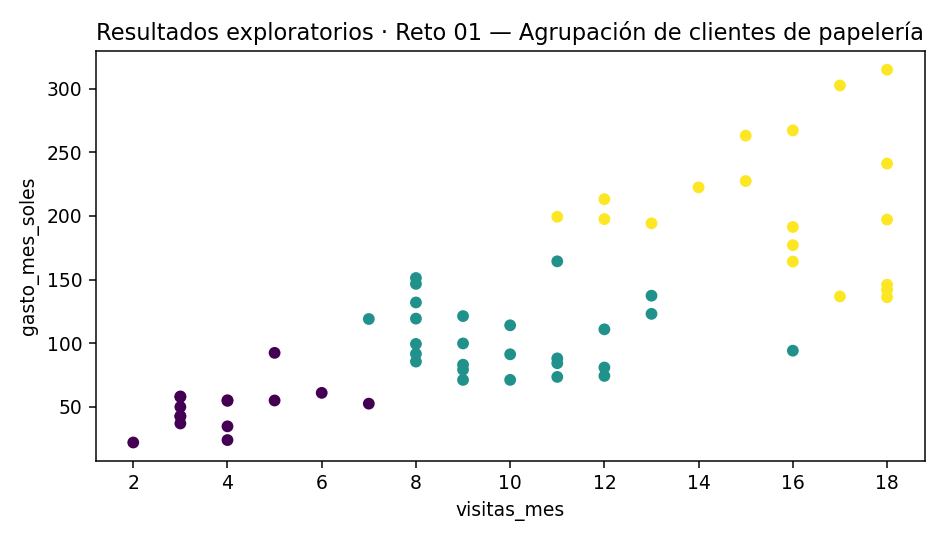 Resultados exploratorios · Reto 01 — Agrupación de clientes de papelería
300
250
200
150
100
50
gasto_mes_soles
2 4 6 8 10 12 14 16 18
visitas_mes